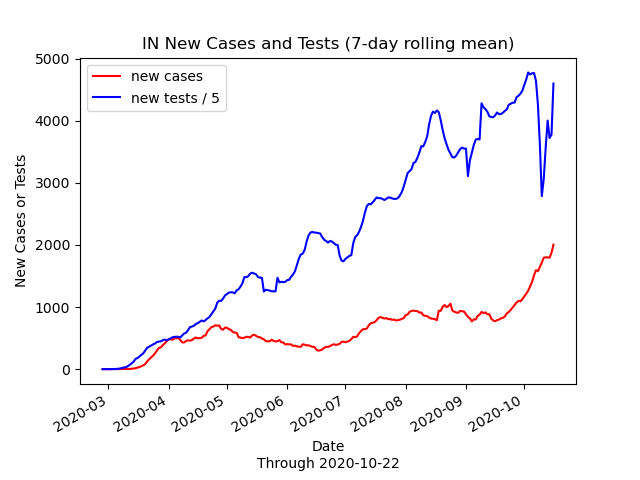 IN New Cases and Tests (7-day rolling mean)
new cases
new tests / 5
5000
4000
3000
2000
1000
0
New Cases or Tests
2020-03
2020-04
2020-05
2020-06
2020-07
2020-08
2020-09
2020-10
Date
Through 2020-10-22